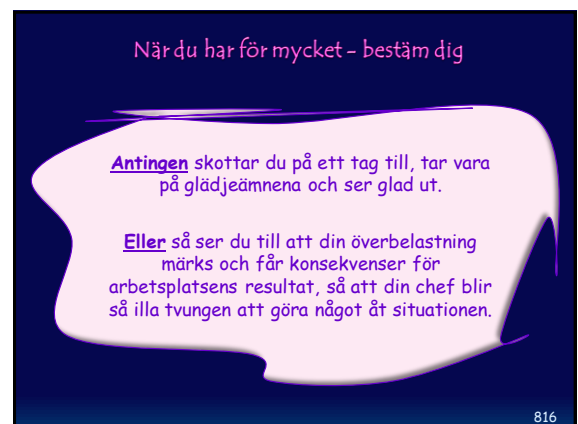 När du har för mycket - bestäm dig
Antingen skottar du på ett tag till, tar vara
på glädjeämnena och ser glad ut.
Eller så ser du till att din överbelastning
märks och får konsekvenser för
arbetsplatsens resultat, så att din chef blir
så illa tvungen att göra något åt situationen.
816